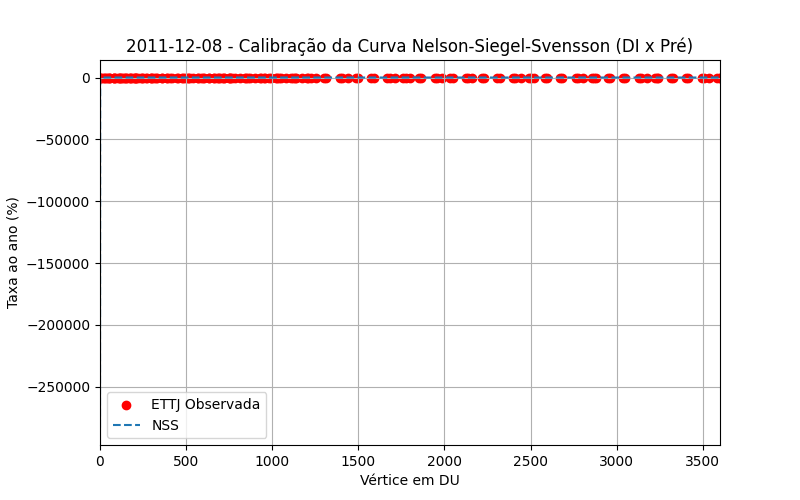 2011-12-08 - Calibração da Curva Nelson-Siegel-Svensson (DI x Pré)
0
−50000
−100000
−150000
−200000
−250000
Taxa ao ano (%)
ETTJ Observada
NSS
0 500 1000 1500 2000 2500 3000 3500
Vértice em DU